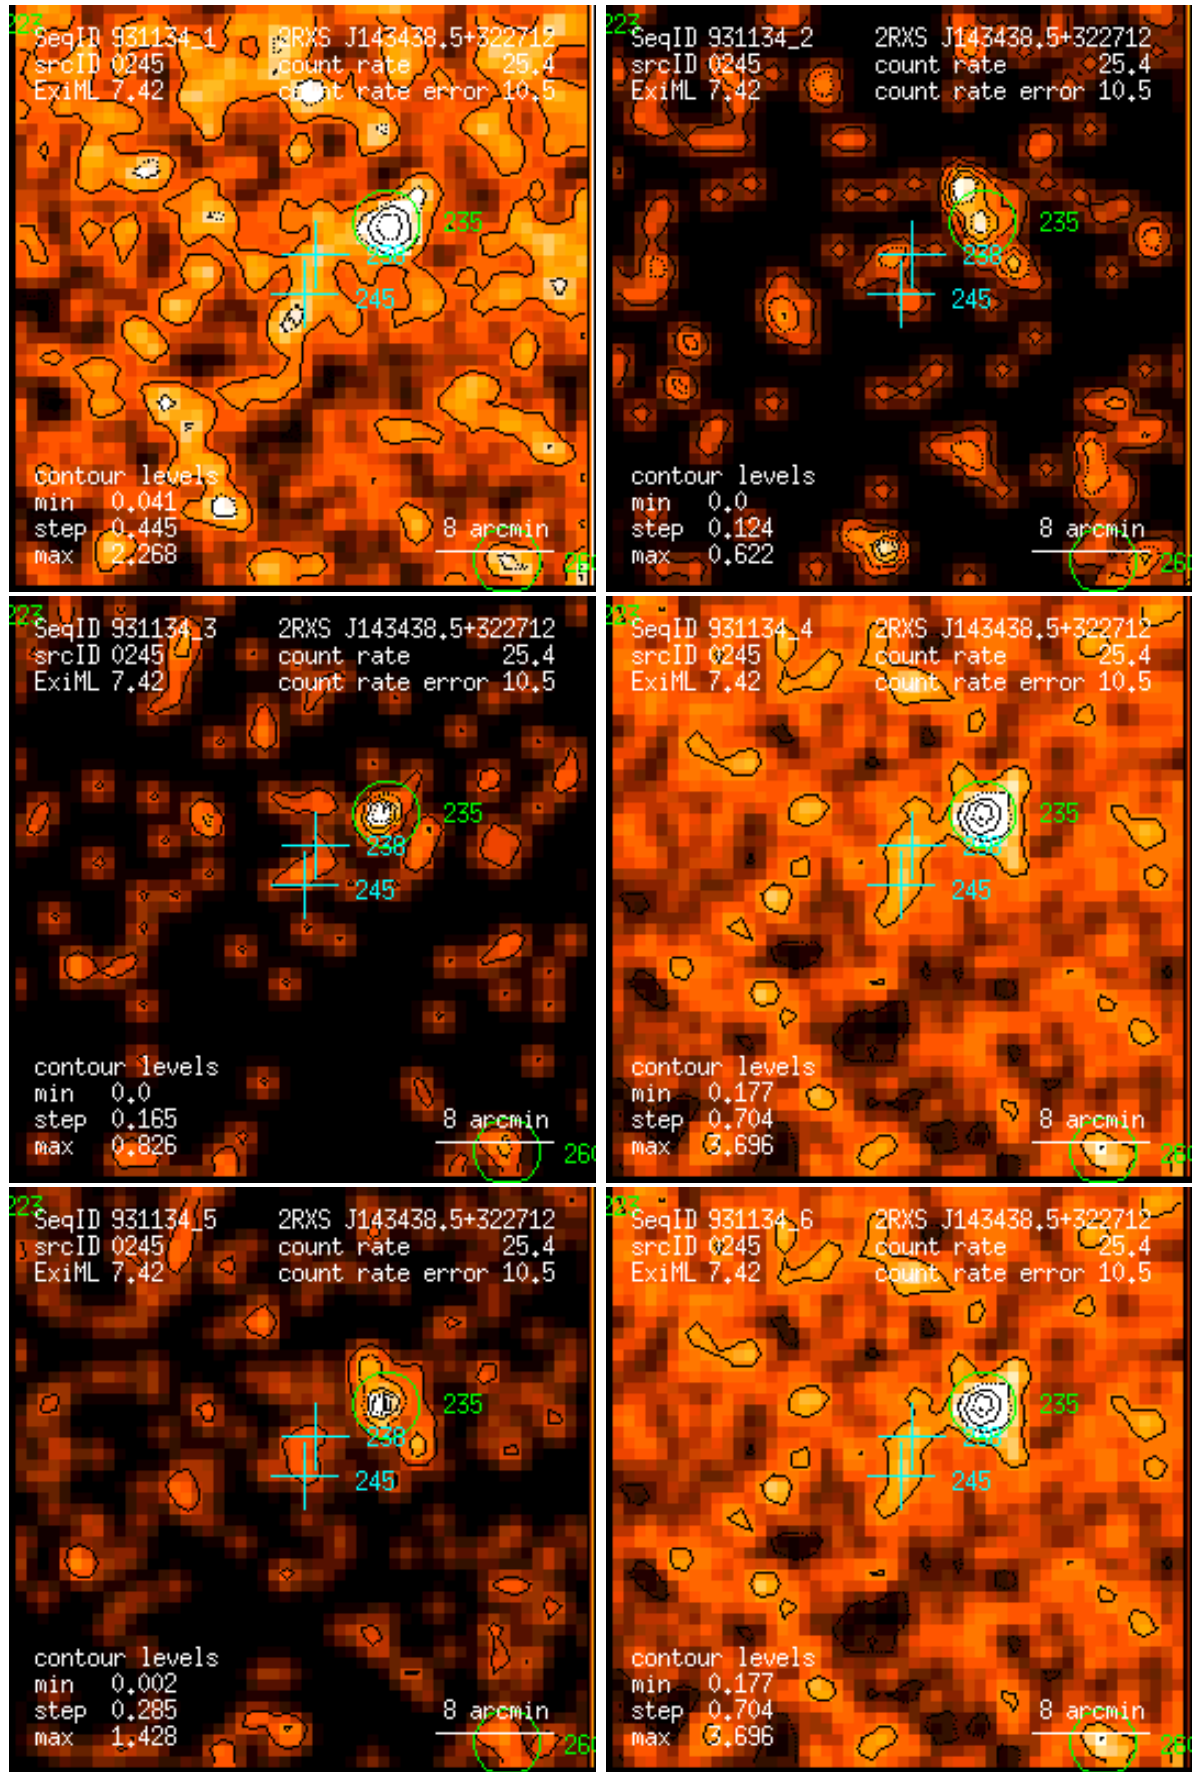 223
SeqID 931134_1 2RXS J143438.5+322712
srcID 0245 count rate 25.4
ExiML 7.42 count rate error 10.5
235
238
245
contour levels
min 0.041
step 0.445
max 2.268
8 arcmin
260
223
SeqID 931134_2 2RXS J143438.5+322712
srcID 0245 count rate 25.4
ExiML 7.42 count rate error 10.5
235
238
245
contour levels
min 0.0
step 0.124
max 0.622
8 arcmin
260
223
SeqID 931134_3 2RXS J143438.5+322712
srcID 0245 count rate 25.4
ExiML 7.42 count rate error 10.5
235
238
245
contour levels
min 0.0
step 0.165
max 0.826
8 arcmin
260
223
SeqID 931134_4 2RXS J143438.5+322712
srcID 0245 count rate 25.4
ExiML 7.42 count rate error 10.5
235
238
245
contour levels
min 0.177
step 0.704
max 3.696
8 arcmin
260
223
SeqID 931134_5 2RXS J143438.5+322712
srcID 0245 count rate 25.4
ExiML 7.42 count rate error 10.5
235
238
245
contour levels
min 0.002
step 0.285
max 1.428
8 arcmin
260
223
SeqID 931134_6 2RXS J143438.5+322712
srcID 0245 count rate 25.4
ExiML 7.42 count rate error 10.5
235
238
245
contour levels
min 0.177
step 0.704
max 3.696
8 arcmin
260